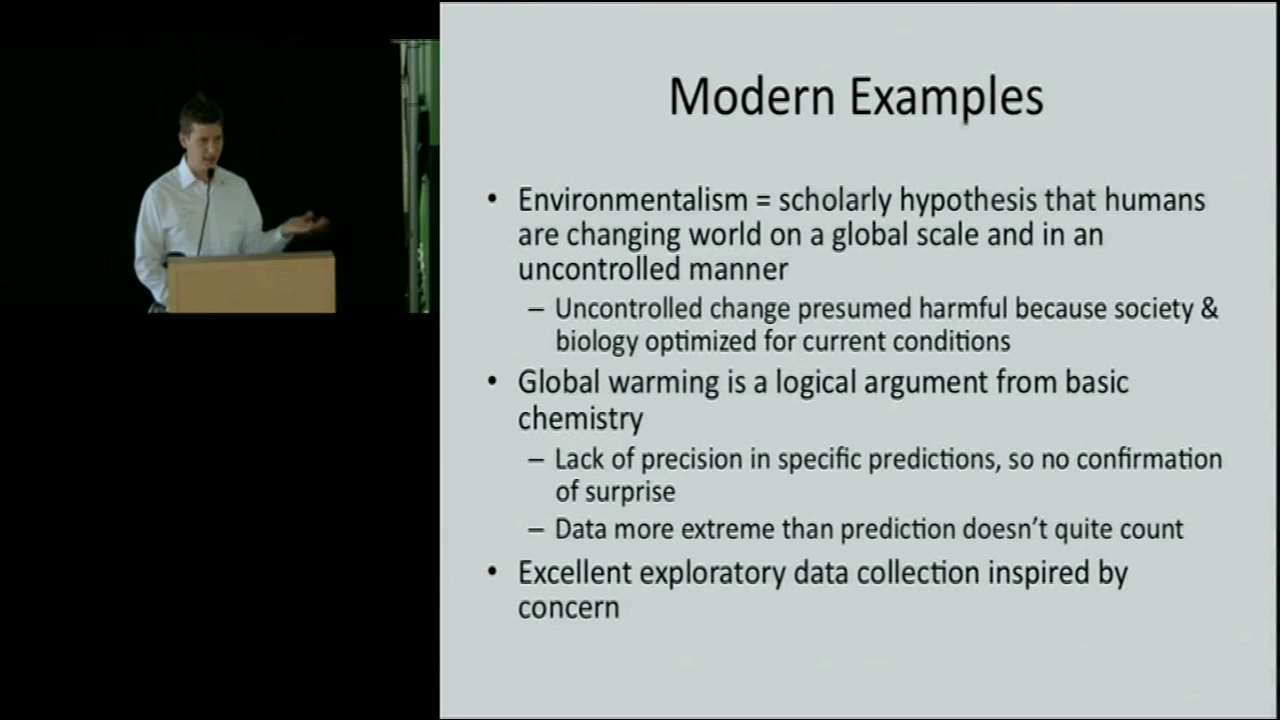 Modern Examples
• Environmentalism = scholarly hypothesis that humans
are changing world on a global scale and in an
uncontrolled manner
– Uncontrolled change presumed harmful because society &
biology optimized for current conditions
• Global warming is a logical argument from basic
chemistry
– Lack of precision in specific predictions, so no confirmation
of surprise
– Data more extreme than prediction doesn’t quite count
• Excellent exploratory data collection inspired by
concern